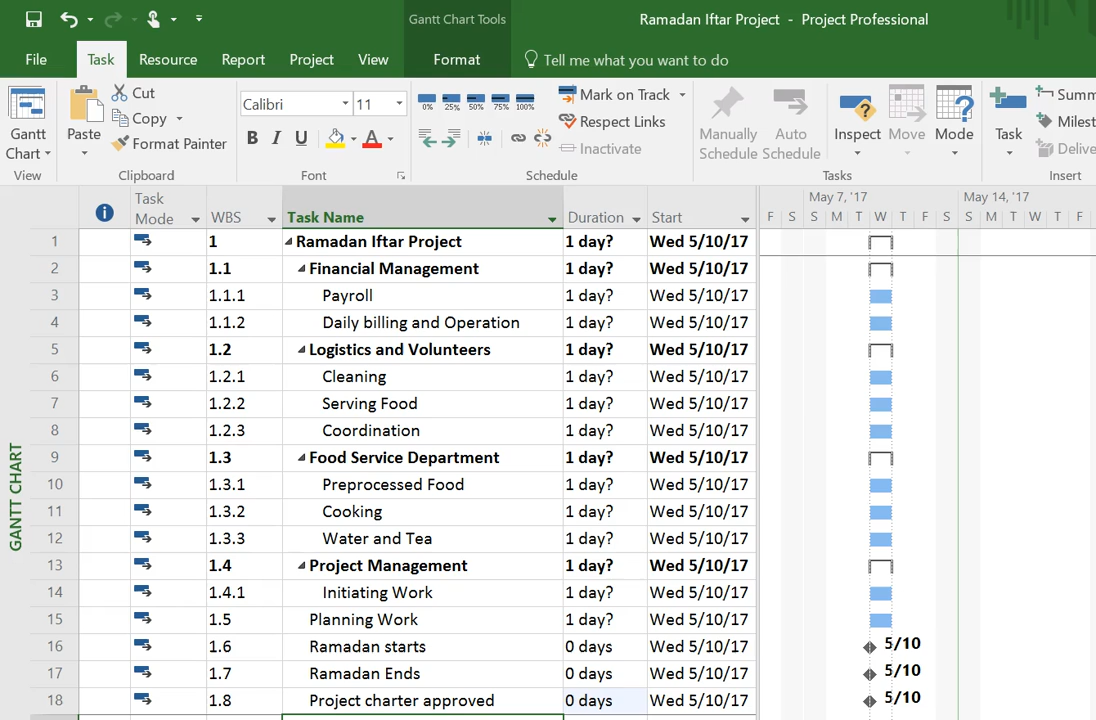 Gantt Chart Tools
Ramadan Iftar Project - Project Professional
File Task Resource Report Project View Format Tell me what you want to do
Gantt Chart
View
Paste
Cut
Copy
Format Painter
Clipboard
Calibri 11
B I U A
Font
0% 25% 50% 75% 100%
Mark on Track
Respect Links
Inactivate
Schedule
Manually Schedule
Auto Schedule
Inspect
Move
Mode
Tasks
Task
Summ
Milest
Delive
Insert
Task Mode WBS Task Name Duration Start
May 7, '17 May 14, '17
F S S M T W T F S S M T W T F
1 1 Ramadan Iftar Project 1 day? Wed 5/10/17
2 1.1 Financial Management 1 day? Wed 5/10/17
3 1.1.1 Payroll 1 day? Wed 5/10/17
4 1.1.2 Daily billing and Operation 1 day? Wed 5/10/17
5 1.2 Logistics and Volunteers 1 day? Wed 5/10/17
6 1.2.1 Cleaning 1 day? Wed 5/10/17
7 1.2.2 Serving Food 1 day? Wed 5/10/17
8 1.2.3 Coordination 1 day? Wed 5/10/17
9 1.3 Food Service Department 1 day? Wed 5/10/17
10 1.3.1 Preprocessed Food 1 day? Wed 5/10/17
11 1.3.2 Cooking 1 day? Wed 5/10/17
12 1.3.3 Water and Tea 1 day? Wed 5/10/17
13 1.4 Project Management 1 day? Wed 5/10/17
14 1.4.1 Initiating Work 1 day? Wed 5/10/17
15 1.5 Planning Work 1 day? Wed 5/10/17
16 1.6 Ramadan starts 0 days Wed 5/10/17 5/10
17 1.7 Ramadan Ends 0 days Wed 5/10/17 5/10
18 1.8 Project charter approved 0 days Wed 5/10/17 5/10
GANTT CHART